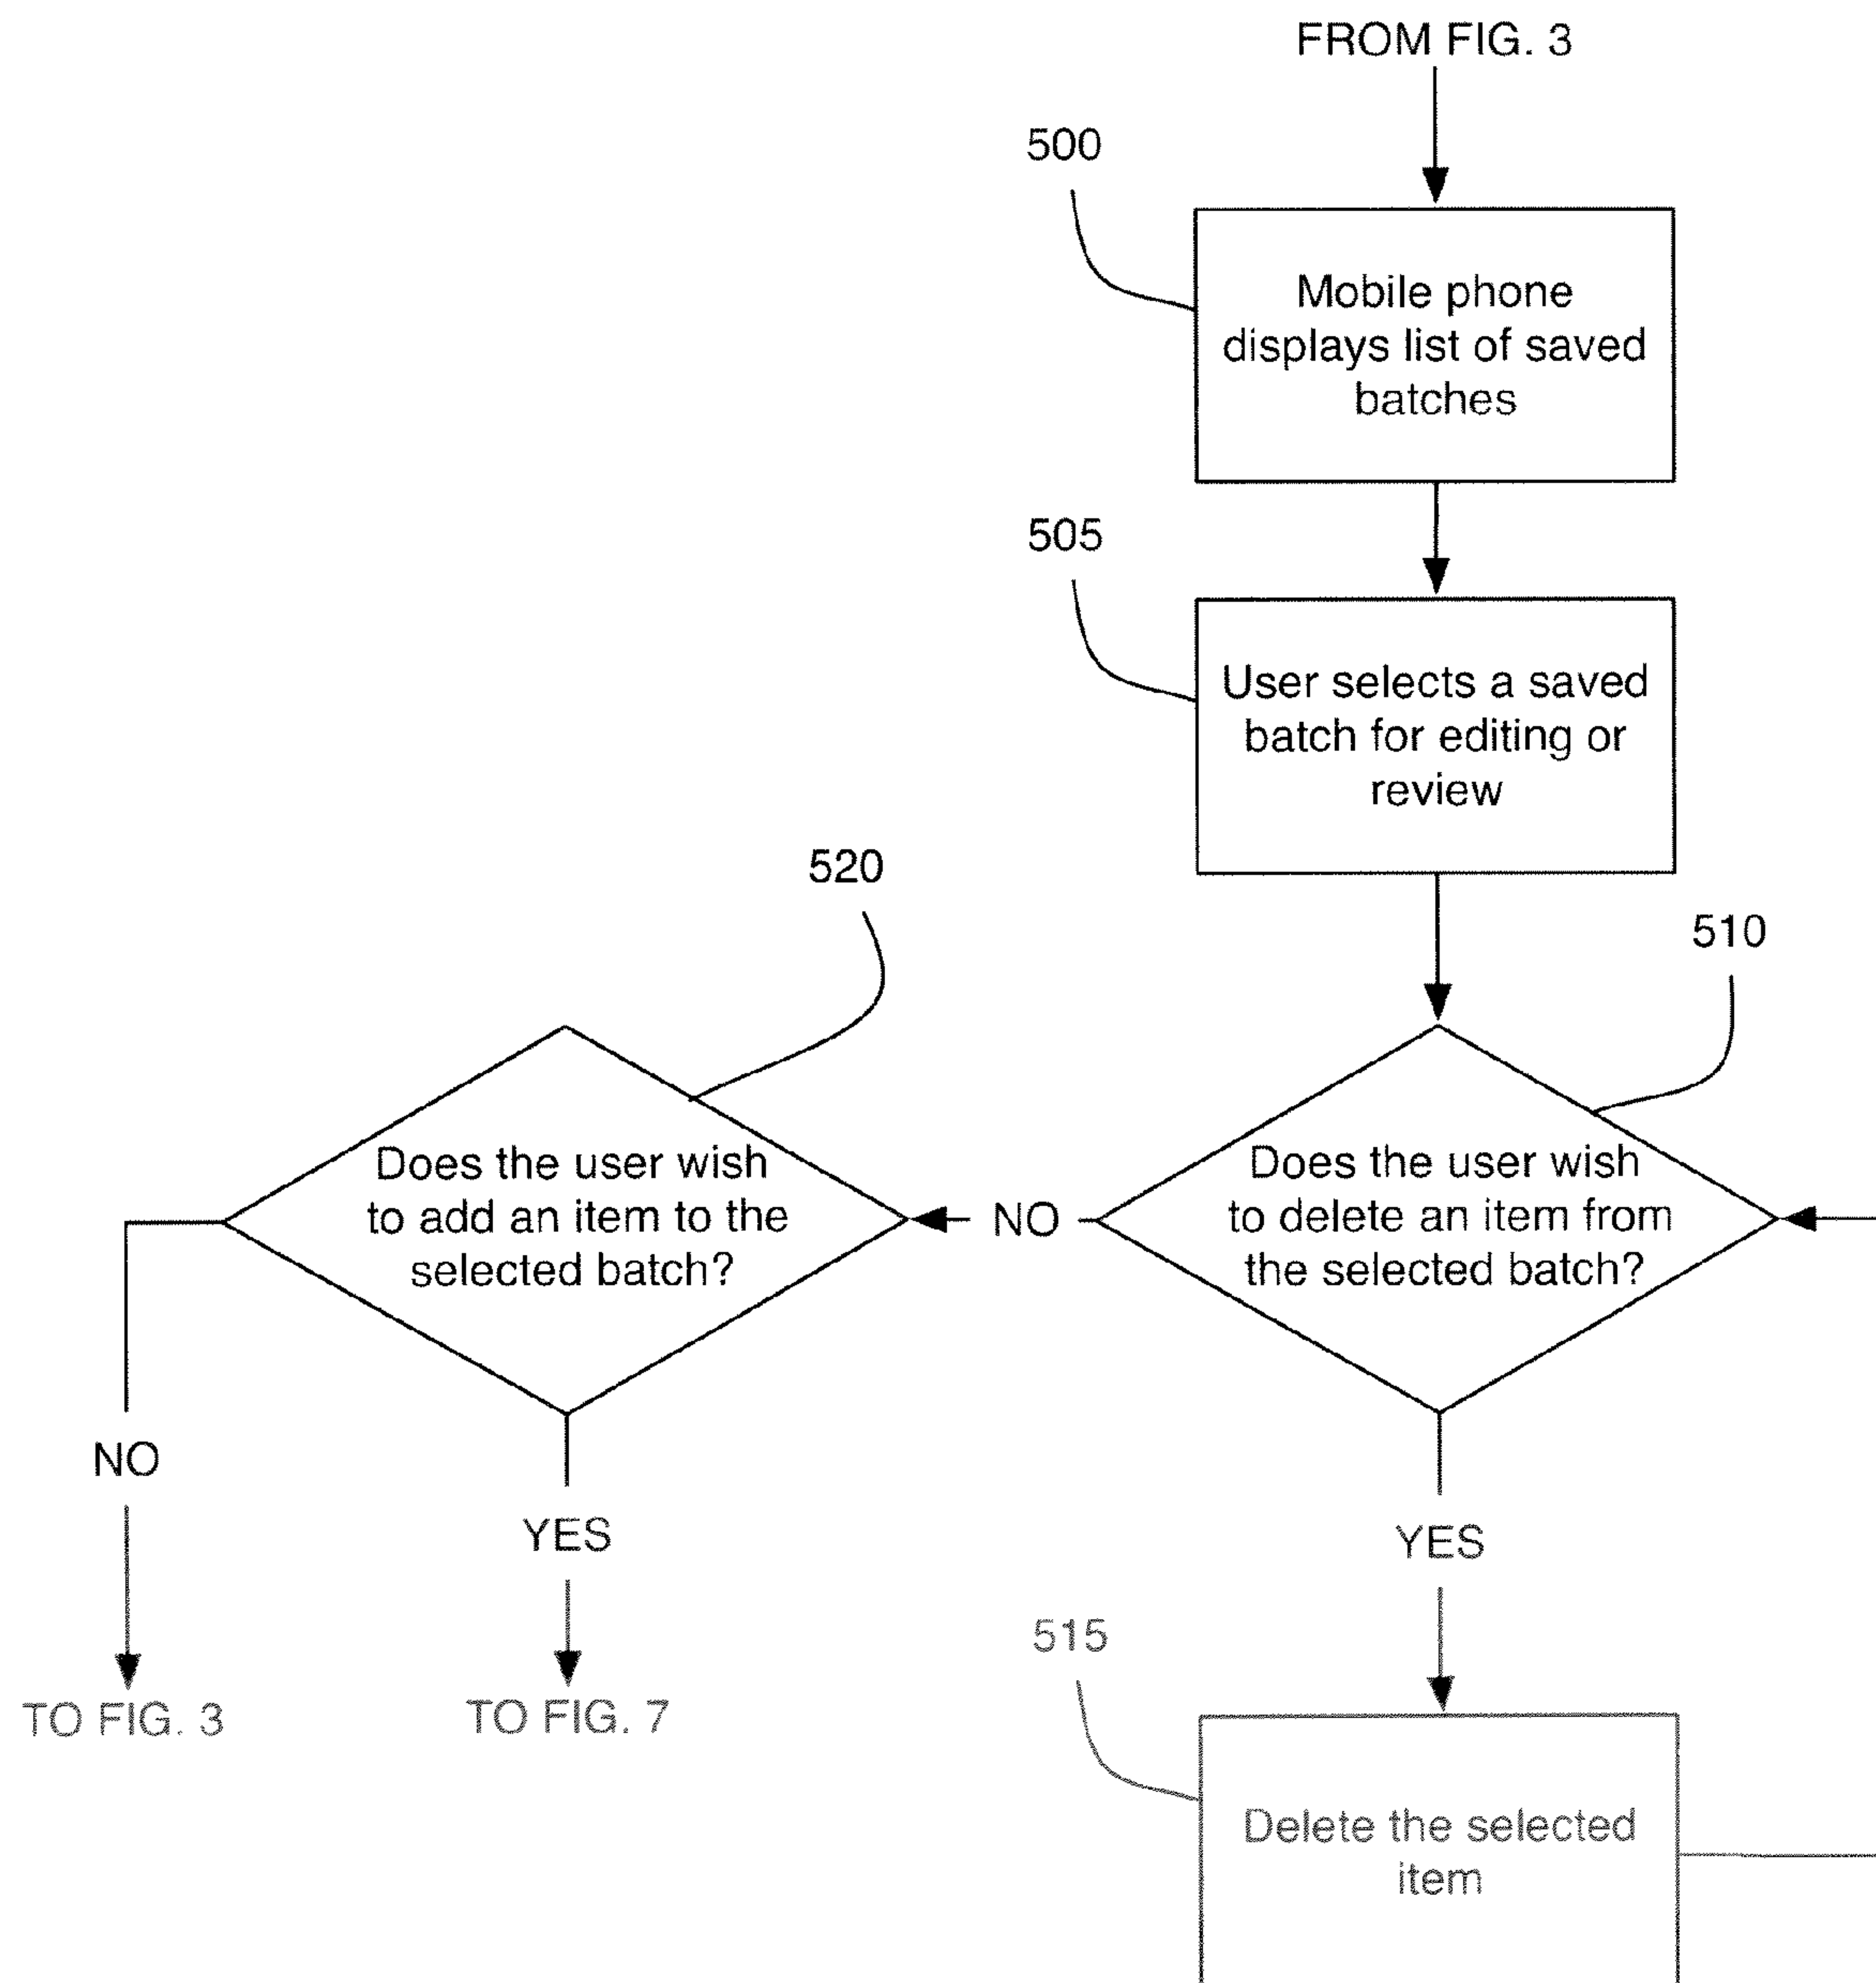 FROM FIG. 3
500
Mobile phone
displays list of saved
batches
505
User selects a saved
batch for editing or
review
520
510
Does the user wish
to add an item to the
selected batch?
NO
Does the user wish
to delete an item from
the selected batch?
NO
YES
YES
515
TO FIG. 3
TO FIG. 7
Delete the selected
item